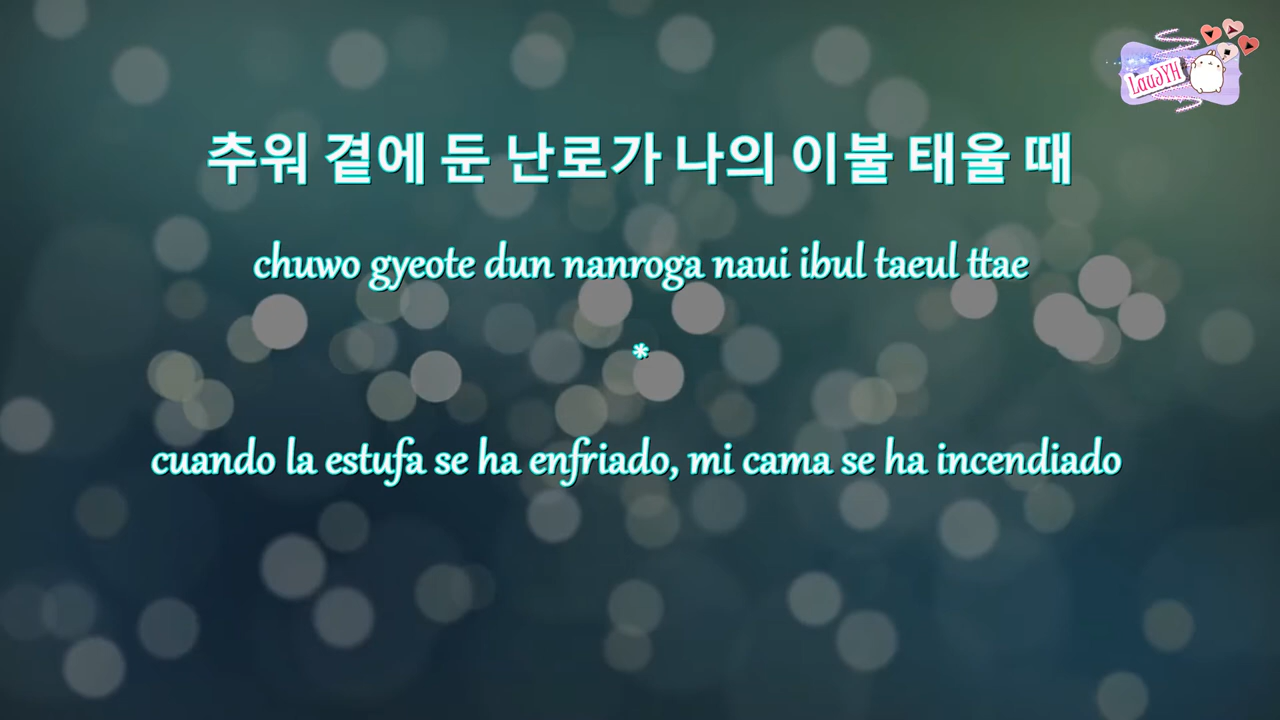 LauJYH
추워 곁에 둔 난로가 나의 이불 태울 때
chuwo gyeote dun nanroga naui ibul taeul ttae
*
cuando la estufa se ha enfriado, mi cama se ha incendiado